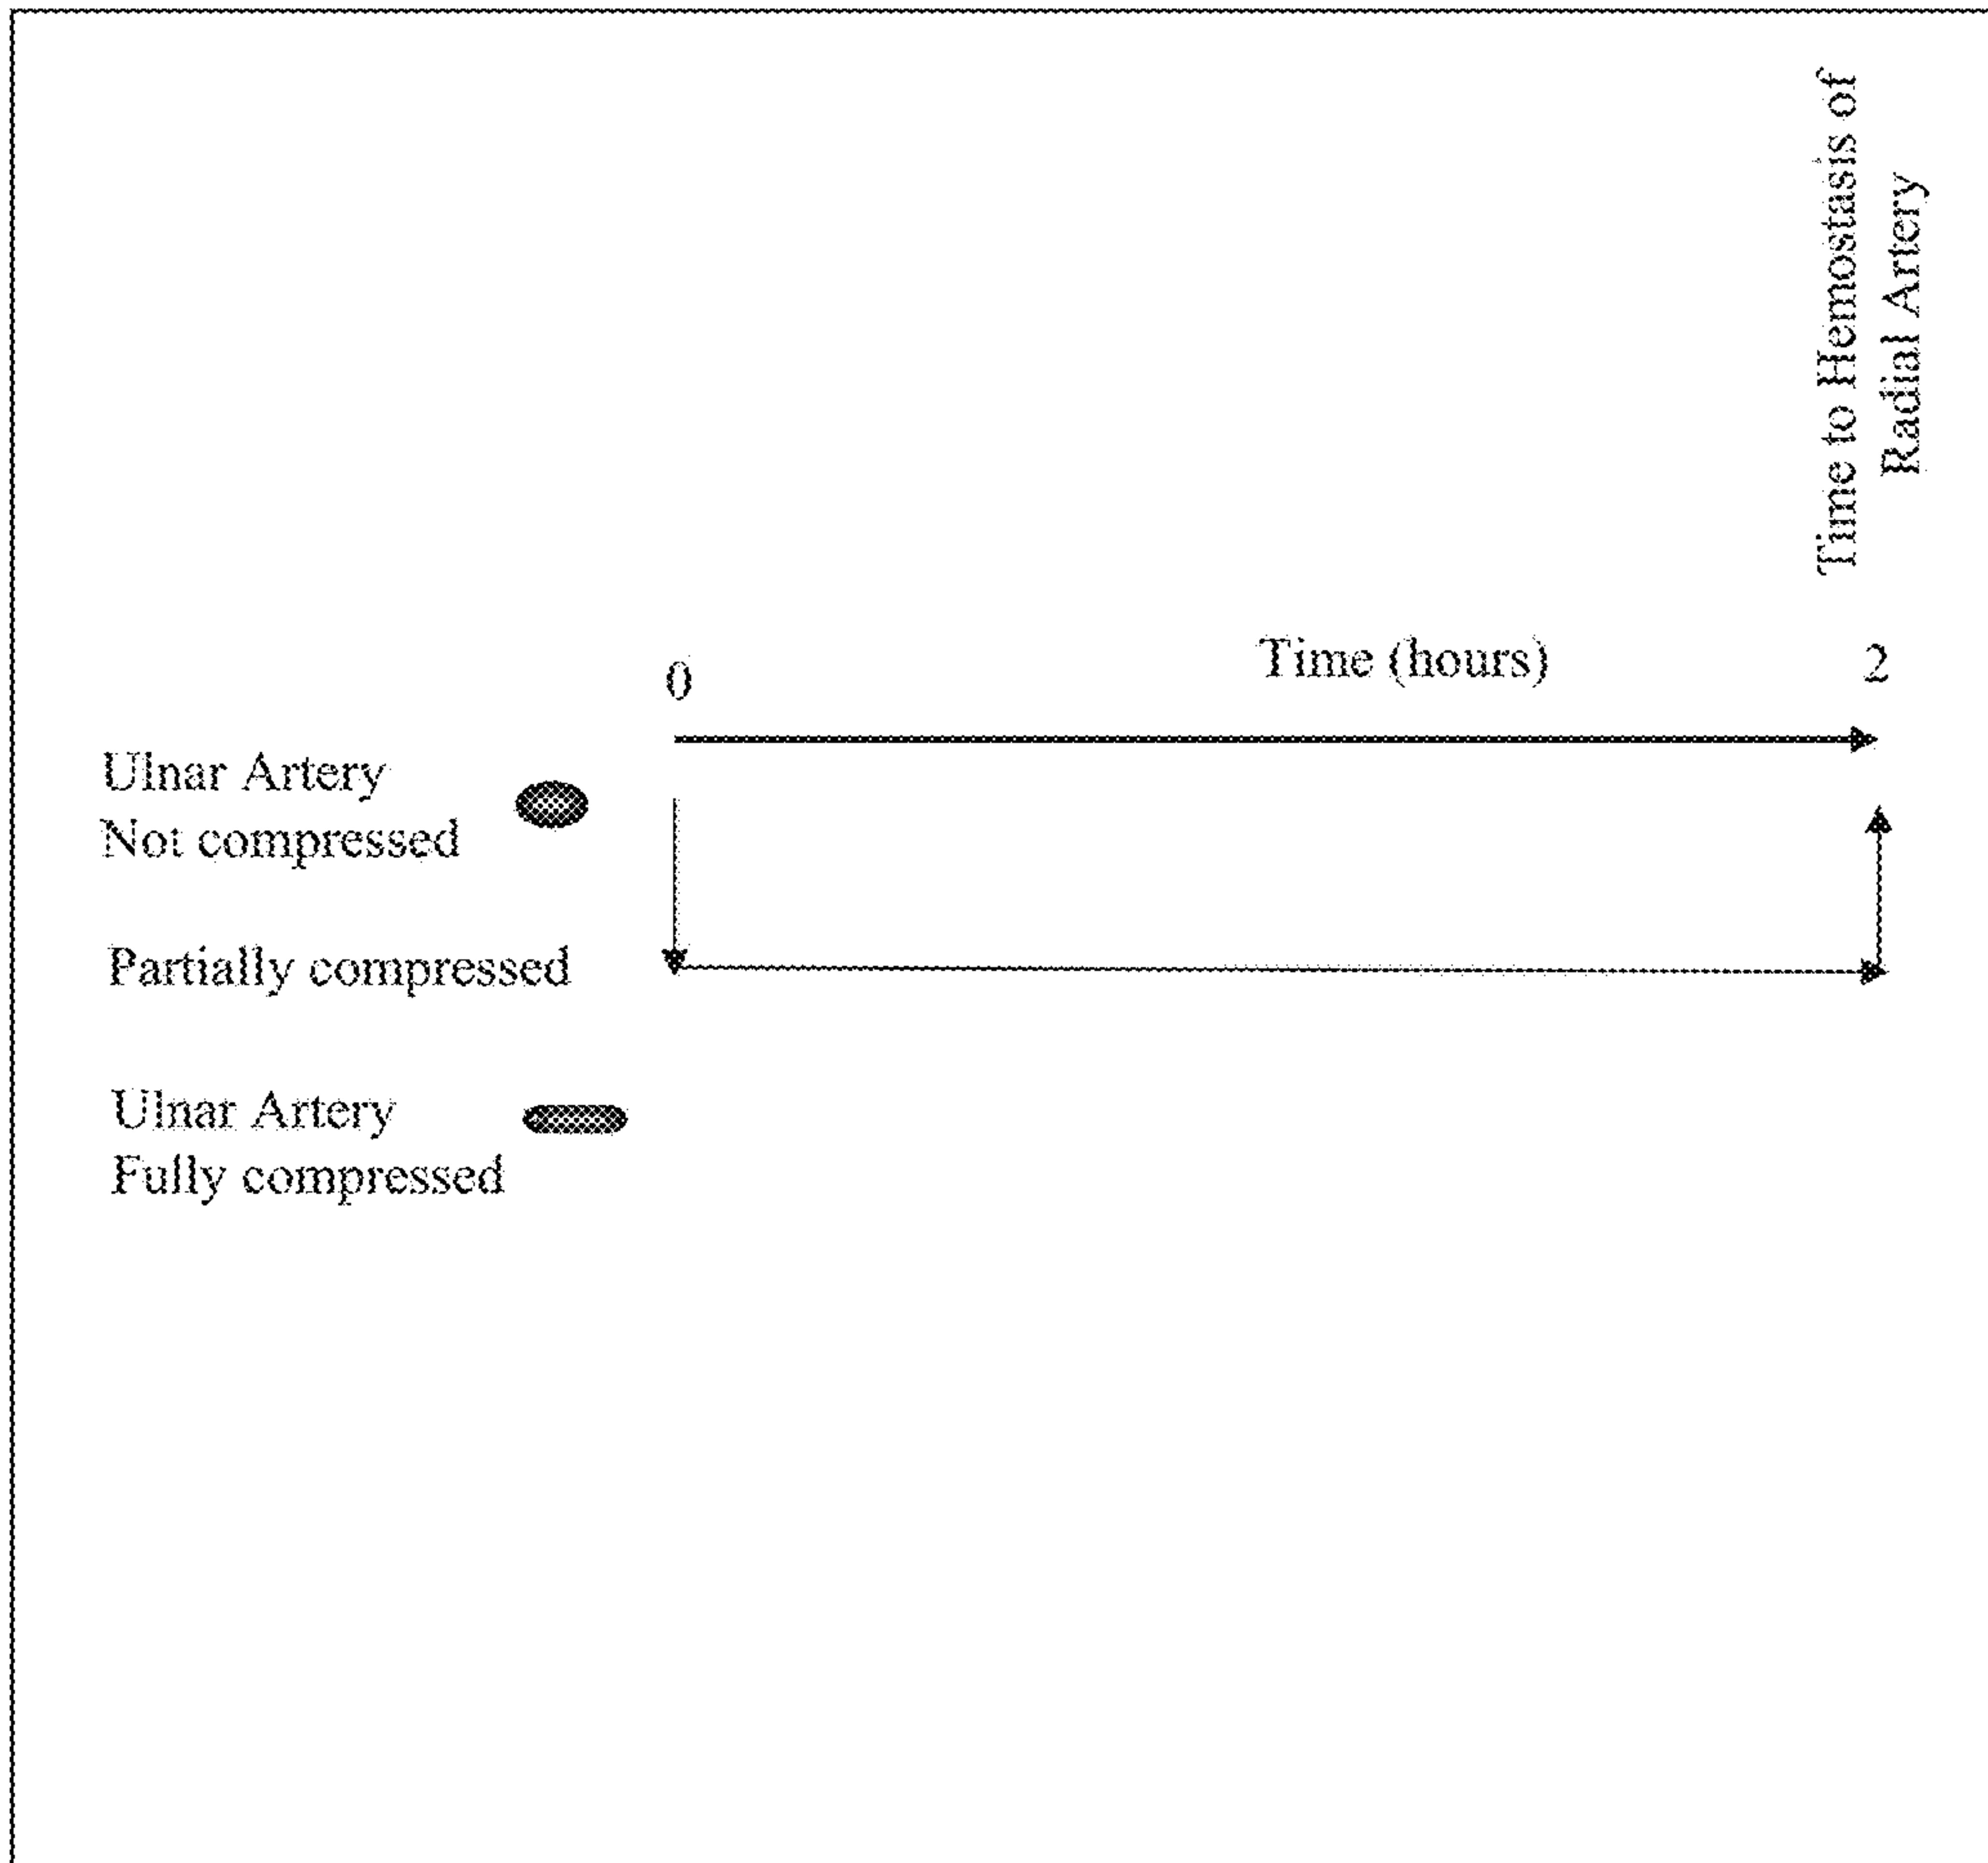 Time to Hemostasis of
Radial Artery
0
Time (hours)
2
Ulnar Artery
Not compressed
Partially compressed
Ulnar Artery
Fully compressed